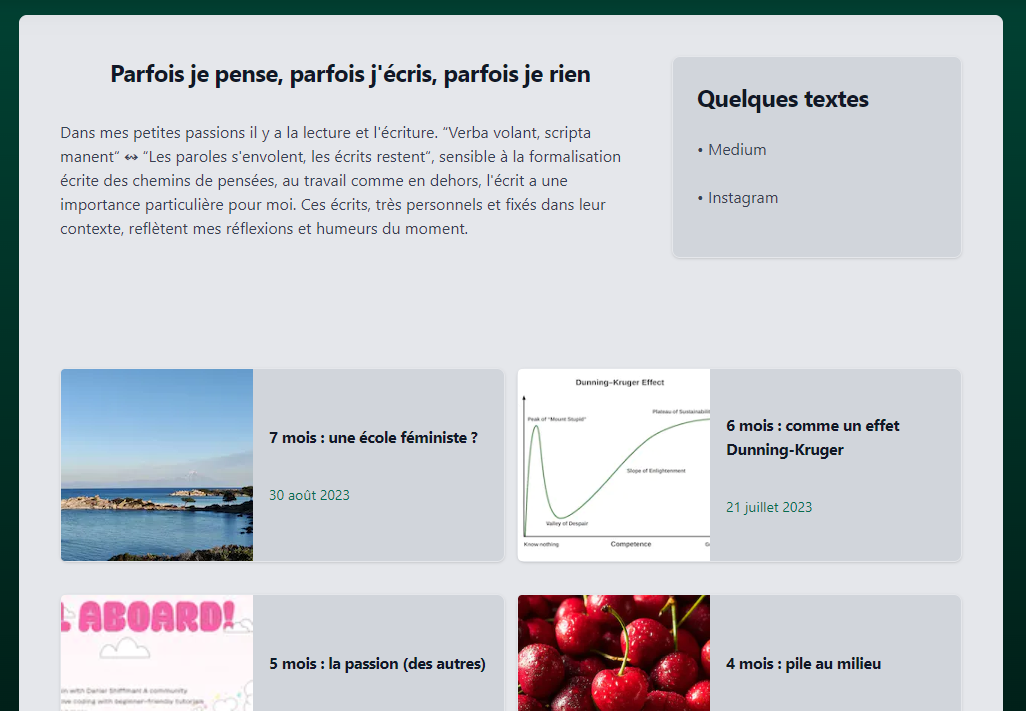 Parfois je pense, parfois j'écris, parfois je rien
Dans mes petites passions il y a la lecture et l'écriture. “Verba volant, scripta
manent” ↭ “Les paroles s'envolent, les écrits restent”, sensible à la formalisation
écrite des chemins de pensées, au travail comme en dehors, l'écrit a une
importance particulière pour moi. Ces écrits, très personnels et fixés dans leur
contexte, reflètent mes réflexions et humeurs du moment.
Quelques textes
• Medium
• Instagram
7 mois : une école féministe ?
30 août 2023
Dunning–Kruger Effect
Peak of "Mount Stupid"
Plateau of Sustainabili
Slope of Enlightenment
Valley of Despair
Know nothing
Competence
G
6 mois : comme un effet
Dunning-Kruger
21 juillet 2023
ABOARD!
in with Daniel Shiffman! A community
ve coding with beginner-friendly tutorials
5 mois : la passion (des autres)
4 mois : pile au milieu